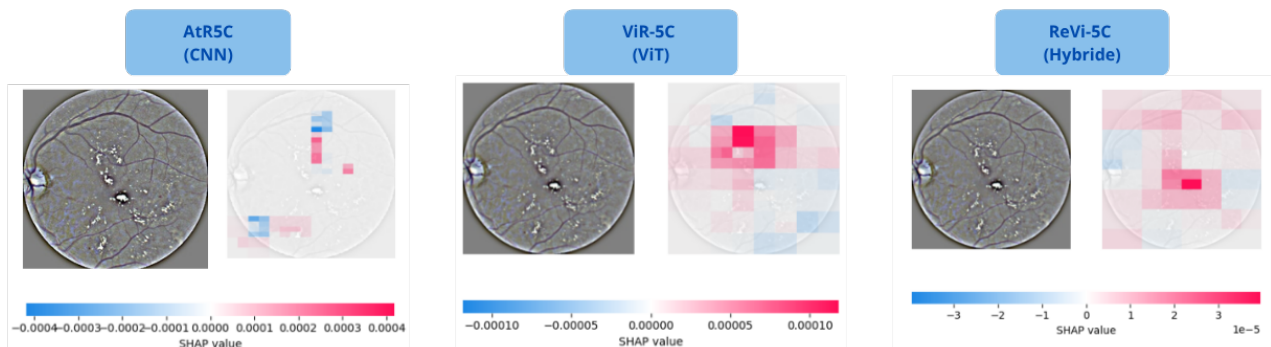 AtR5C
(CNN)
ViR-5C
(ViT)
ReVi-5C
(Hybride)
−0.0004 −0.0003 −0.0002 −0.0001 0.0000 0.0001 0.0002 0.0003 0.0004
SHAP value
−0.00010 −0.00005 0.00000 0.00005 0.00010
SHAP value
−3 −2 −1 0 1 2 3
1e−5
SHAP value